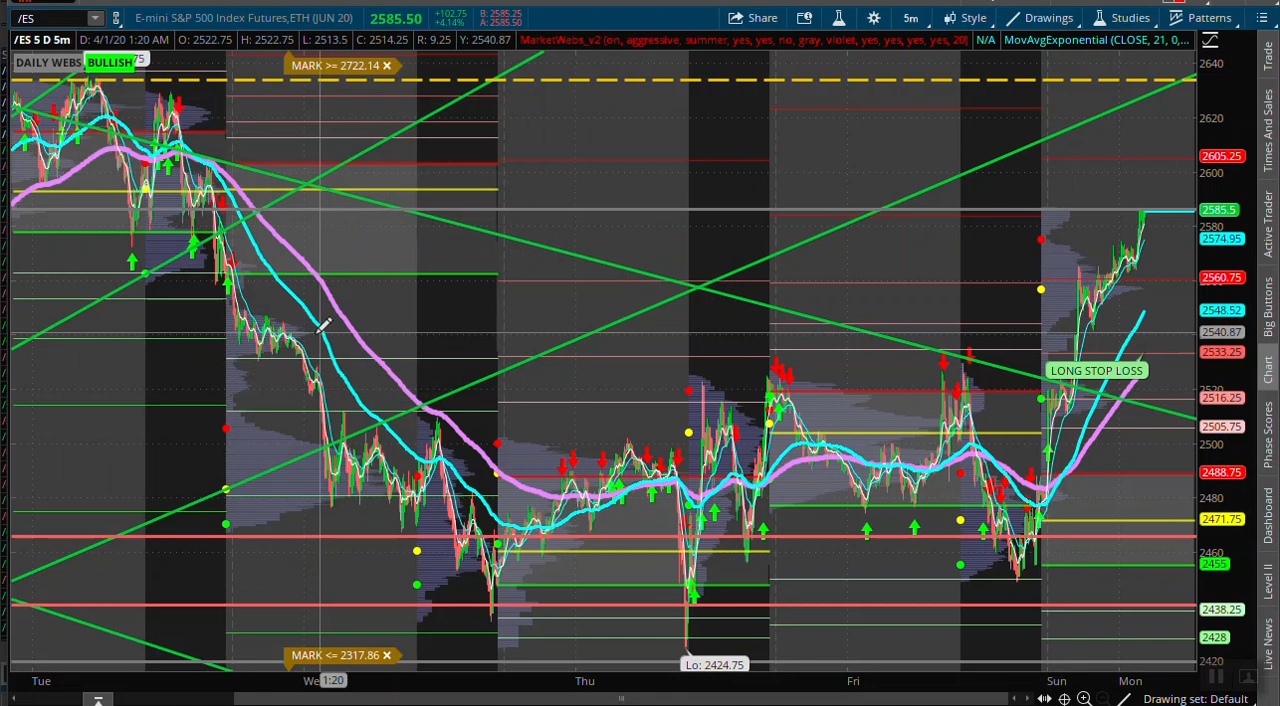 /ES
E-mini S&P 500 Index Futures,ETH (JUN 20)
2585.50
+102.75
+4.14%
B: 2585.25
A: 2585.50
Share
5m
Style
Drawings
Studies
Patterns
/ES 5 D 5m
D: 4/1/20 1:20 AM
O: 2522.75
H: 2522.75
L: 2513.5
C: 2514.25
R: 9.25
Y: 2540.87
MarketWebs_v2 (on, aggressive, summer, yes, yes, no, gray, violet, yes, yes, yes, yes, 20)
N/A
MovAvgExponential (CLOSE, 21, 0,...
DAILY WEBS
BULLISH
75
MARK >= 2722.14
2640
2620
2605.25
2600
2585.5
2580
2574.95
2560.75
2548.52
2540.87
2533.25
LONG STOP LOSS
2520
2516.25
2505.75
2500
2488.75
2480
2471.75
2460
2455
2438.25
2428
2420
MARK <= 2317.86
Lo: 2424.75
Tue
We
1:20
Thu
Fri
Sun
Mon
Drawing set: Default
Trade
Times And Sales
Active Trader
Big Buttons
Chart
Phase Scores
Dashboard
Level II
Live News